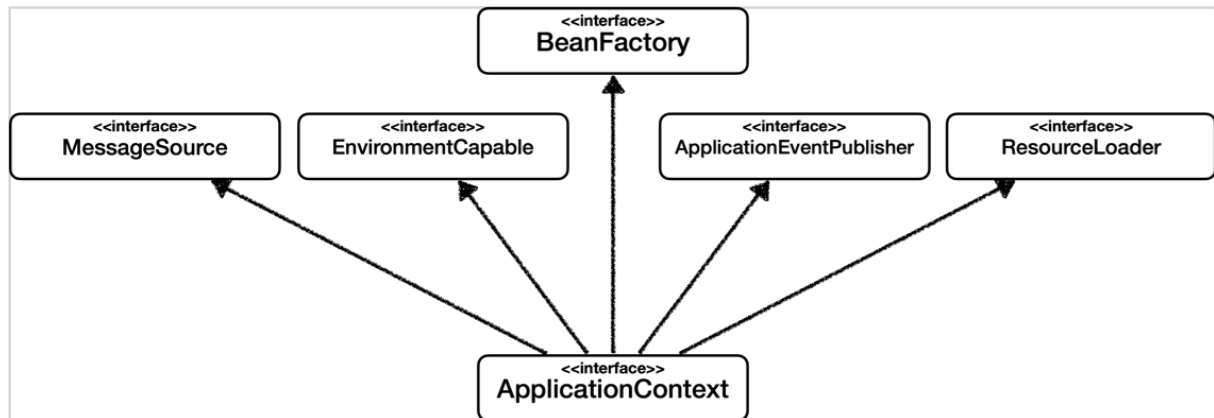 <<interface>>
BeanFactory
<<interface>>
MessageSource
<<interface>>
EnvironmentCapable
<<interface>>
ApplicationEventPublisher
<<interface>>
ResourceLoader
<<interface>>
ApplicationContext